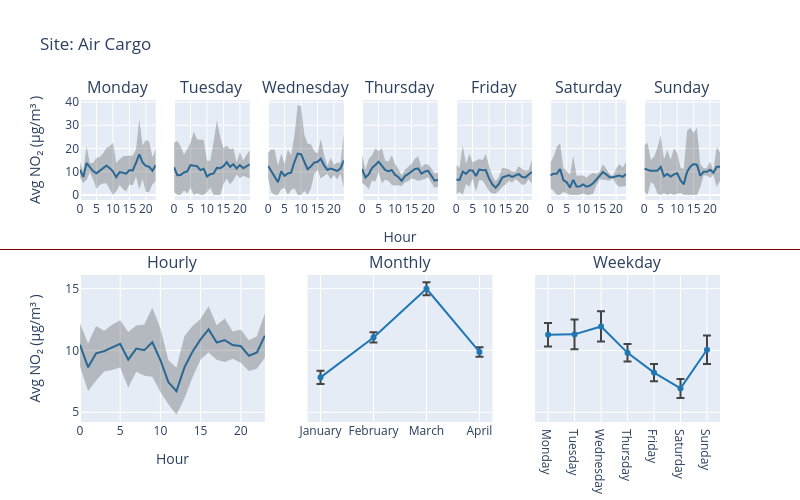 Site: Air Cargo
Monday Tuesday Wednesday Thursday Friday Saturday Sunday
Avg NO₂ (µg/m³ )
40
30
20
10
0
0 5 10 15 20 0 5 10 15 20 0 5 10 15 20 0 5 10 15 20 0 5 10 15 20 0 5 10 15 20 0 5 10 15 20
Hour
Hourly Monthly Weekday
Avg NO₂ (µg/m³ )
15
10
5
0 5 10 15 20
Hour
January February March April
Monday
Tuesday
Wednesday
Thursday
Friday
Saturday
Sunday